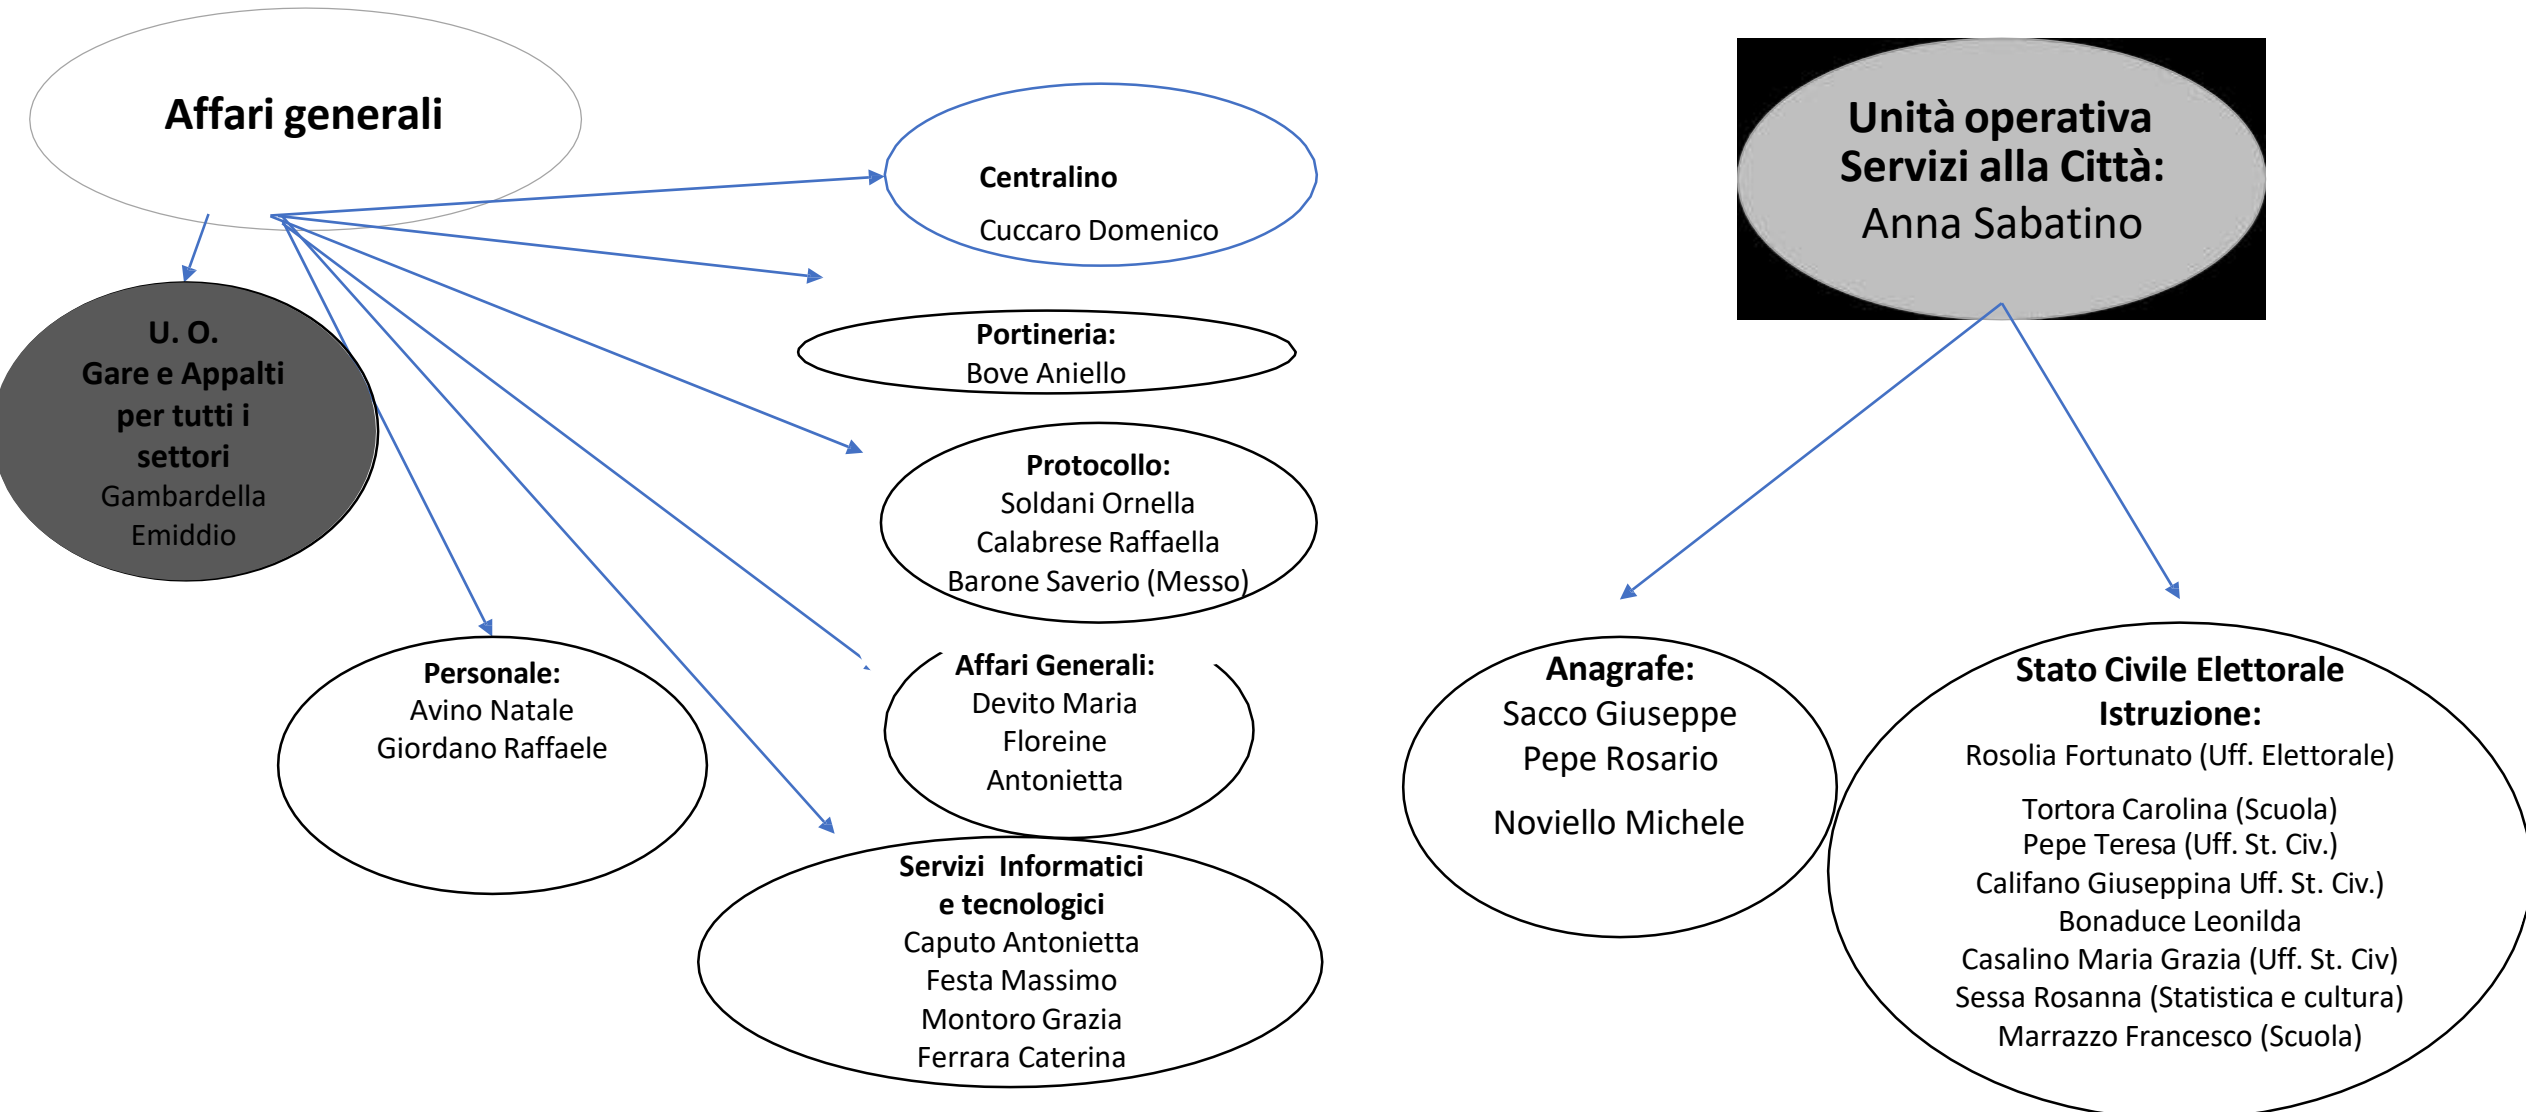 Affari generali
Centralino
Cuccaro Domenico
U. O.
Gare e Appalti
per tutti i
settori
Gambardella
Emiddio
Portineria:
Bove Aniello
Protocollo:
Soldani Ornella
Calabrese Raffaella
Barone Saverio (Messo)
Personale:
Avino Natale
Giordano Raffaele
Affari Generali:
Devito Maria
Floreine
Antonietta
Servizi Informatici
e tecnologici
Caputo Antonietta
Festa Massimo
Montoro Grazia
Ferrara Caterina
Unità operativa
Servizi alla Città:
Anna Sabatino
Anagrafe:
Sacco Giuseppe
Pepe Rosario
Noviello Michele
Stato Civile Elettorale
Istruzione:
Rosolia Fortunato (Uff. Elettorale)
Tortora Carolina (Scuola)
Pepe Teresa (Uff. St. Civ.)
Califano Giuseppina Uff. St. Civ.)
Bonaduce Leonilda
Casalino Maria Grazia (Uff. St. Civ)
Sessa Rosanna (Statistica e cultura)
Marrazzo Francesco (Scuola)